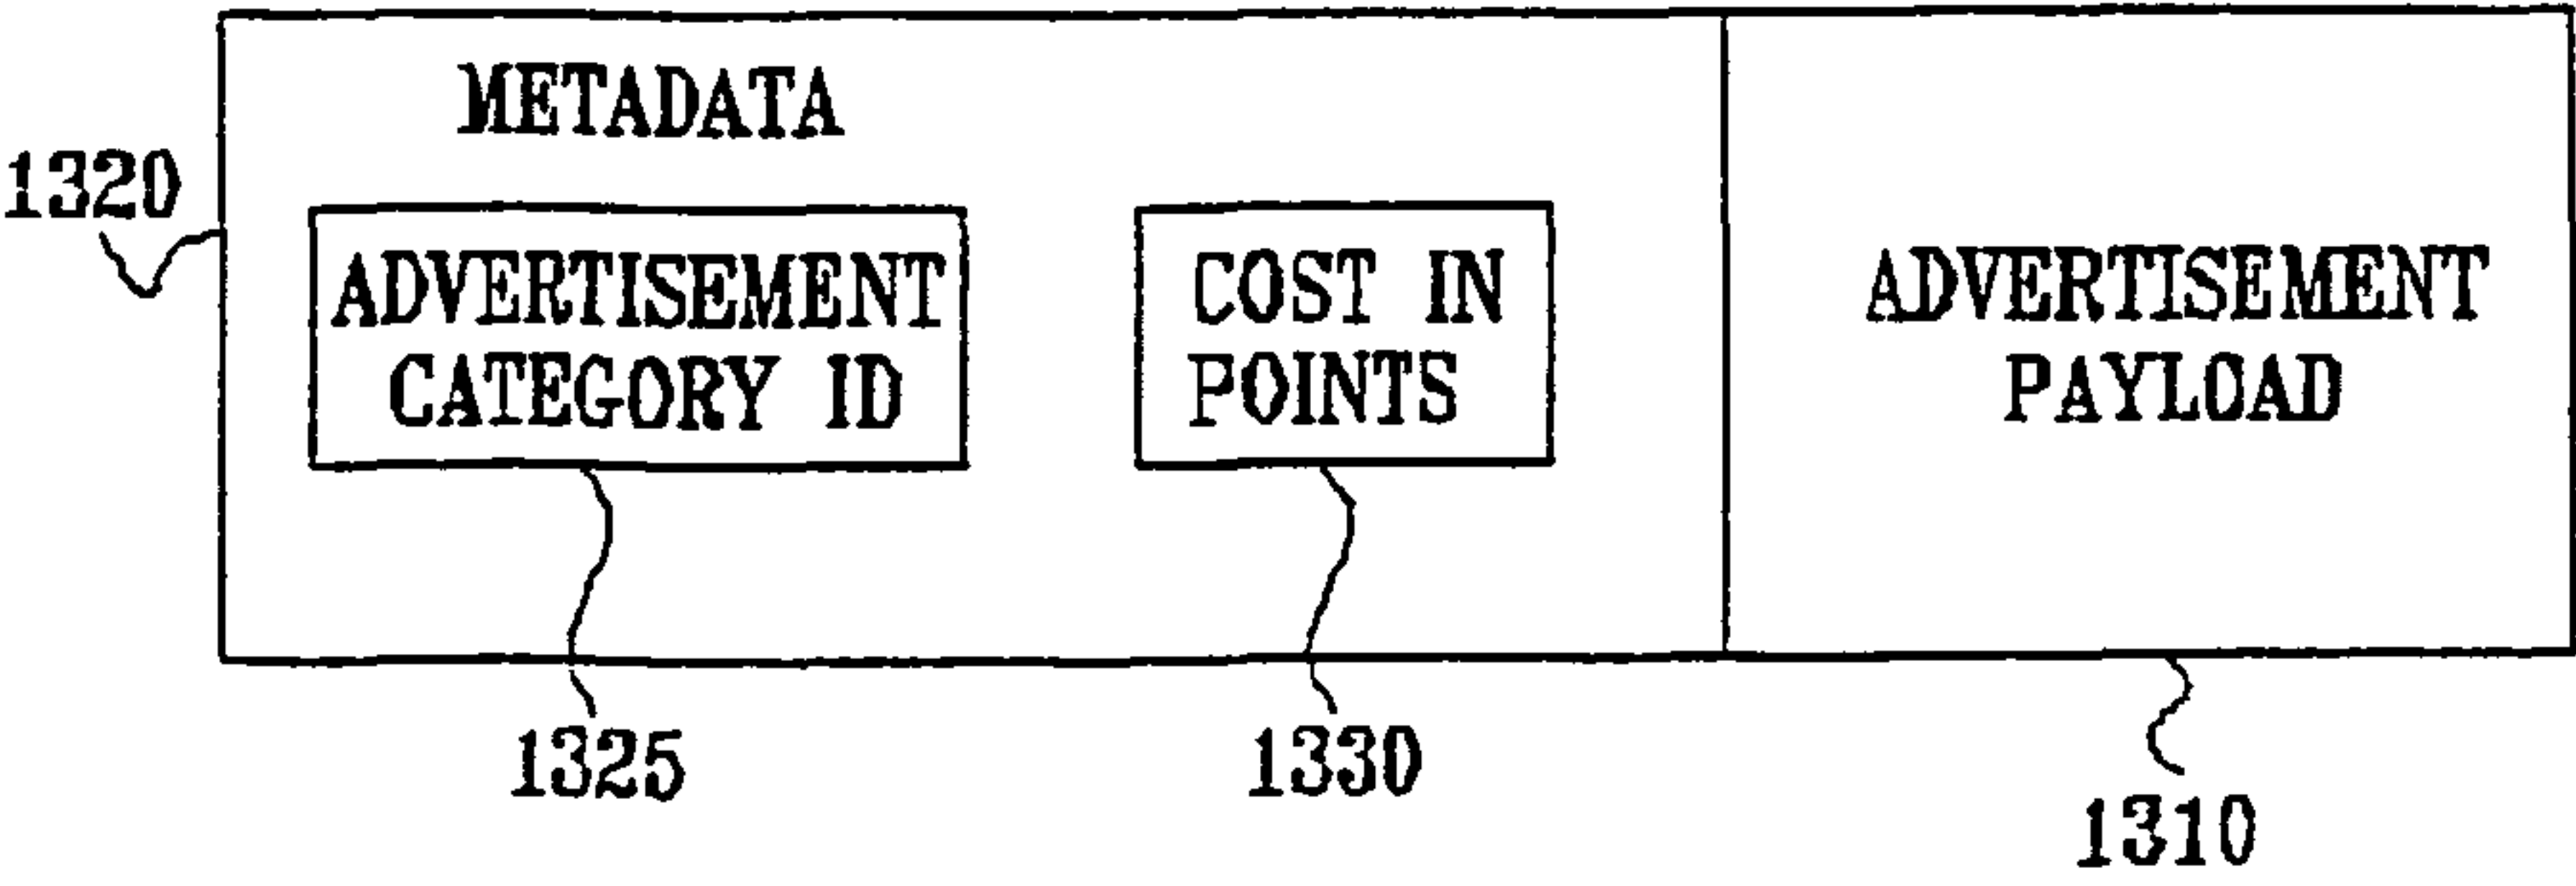 METADATA
1320
ADVERTISEMENT
CATEGORY ID
COST IN
POINTS
ADVERTISEMENT
PAYLOAD
1325
1330
1310